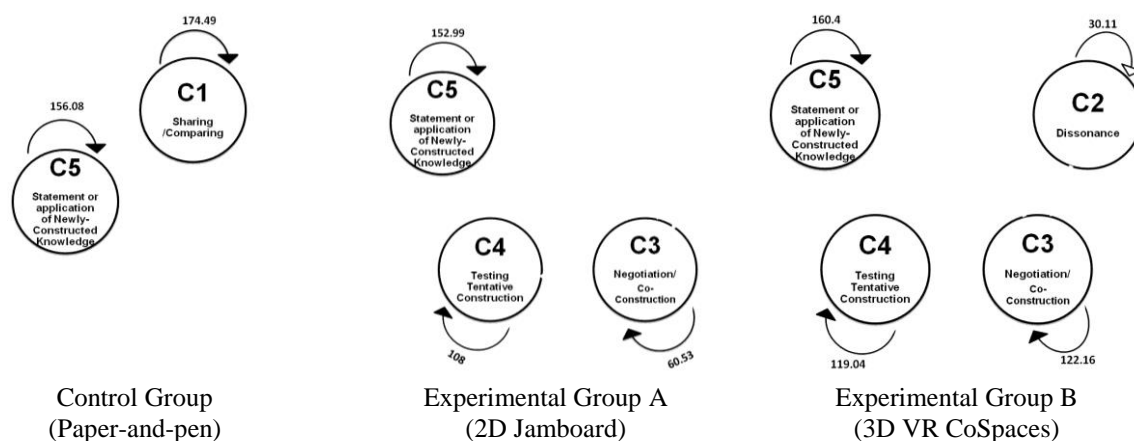 174.49
C1
Sharing
/Comparing
156.08
C5
Statement or
application
of Newly-
Constructed
Knowledge
Control Group
(Paper-and-pen)
152.99
C5
Statement or
application
of Newly-
Constructed
Knowledge
C4
Testing
Tentative
Construction
108
C3
Negotiation/
Co-
Construction
60.53
Experimental Group A
(2D Jamboard)
160.4
C5
Statement or
application
of Newly-
Constructed
Knowledge
30.11
C2
Dissonance
C4
Testing
Tentative
Construction
119.04
C3
Negotiation/
Co-
Construction
122.16
Experimental Group B
(3D VR CoSpaces)